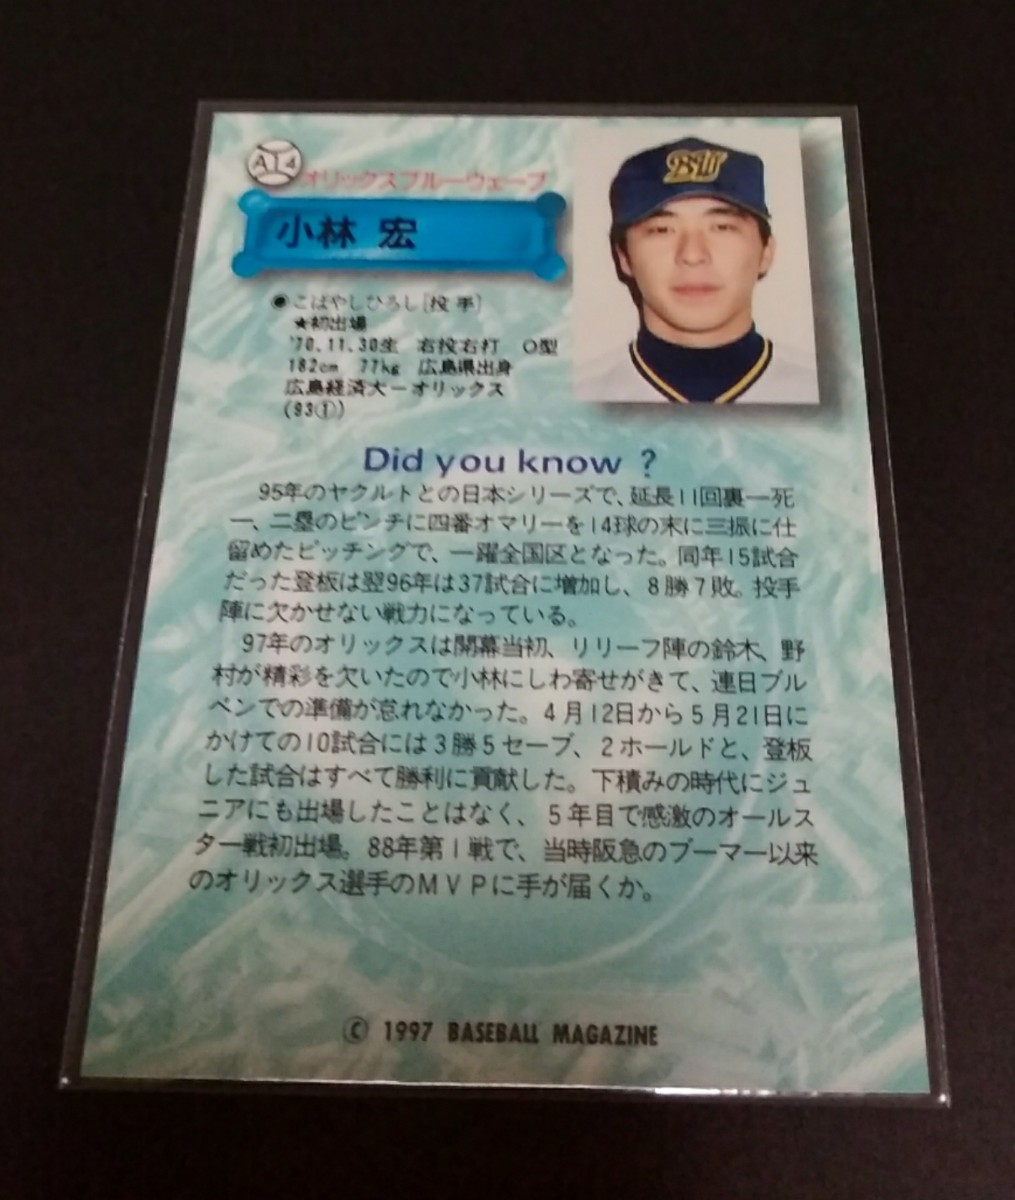 A14
オリックスブルーウェーブ
小林 宏
BW
●こばやしひろし[投手]
★初出場
'70.11.30生 右投右打 O型
182cm 77kg 広島県出身
広島経済大ーオリックス
(93①)
Did you know ?
95年のヤクルトとの日本シリーズで、延長11回裏一死
一、二塁のピンチに四番オマリーを14球の末に三振に仕
留めたピッチングで、一躍全国区となった。同年15試合
だった登板は翌96年は37試合に増加し、8勝7敗。投手
陣に欠かせない戦力になっている。
97年のオリックスは開幕当初、リリーフ陣の鈴木、野
村が精彩を欠いたので小林にしわ寄せがきて、連日ブル
ペンでの準備が怠れなかった。4月12日から5月21日に
かけての10試合には3勝5セーブ、2ホールドと、登板
した試合はすべて勝利に貢献した。下積みの時代にジュ
ニアにも出場したことはなく、5年目で感激のオールス
ター戦初出場。88年第1戦で、当時阪急のブーマー以来
のオリックス選手のMVPに手が届くか。
© 1997 BASEBALL MAGAZINE